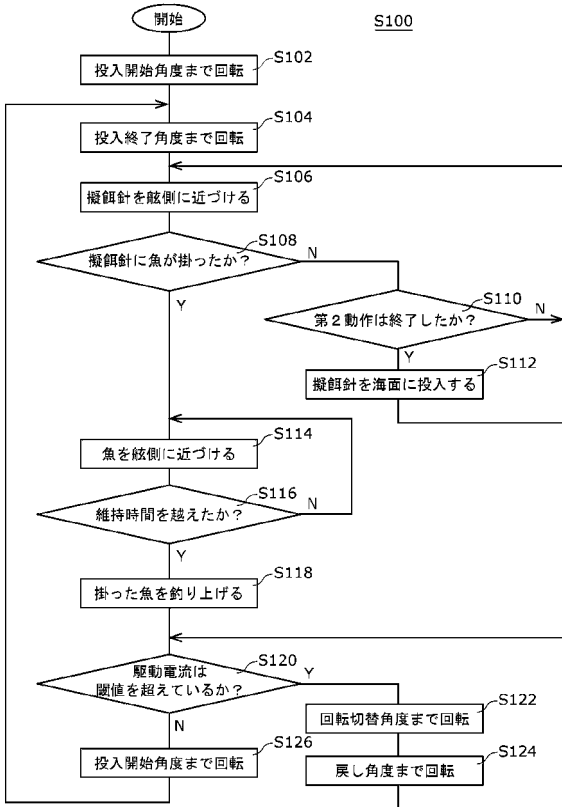 開始
S100
投入開始角度まで回転
S102
投入終了角度まで回転
S104
擬餌針を舷側に近づける
S106
擬餌針に魚が掛ったか？
S108
N
Y
第２動作は終了したか？
S110
N
Y
擬餌針を海面に投入する
S112
魚を舷側に近づける
S114
維持時間を越えたか？
S116
N
Y
掛った魚を釣り上げる
S118
駆動電流は
閾値を超えているか？
S120
Y
N
回転切替角度まで回転
S122
戻し角度まで回転
S124
投入開始角度まで回転
S126